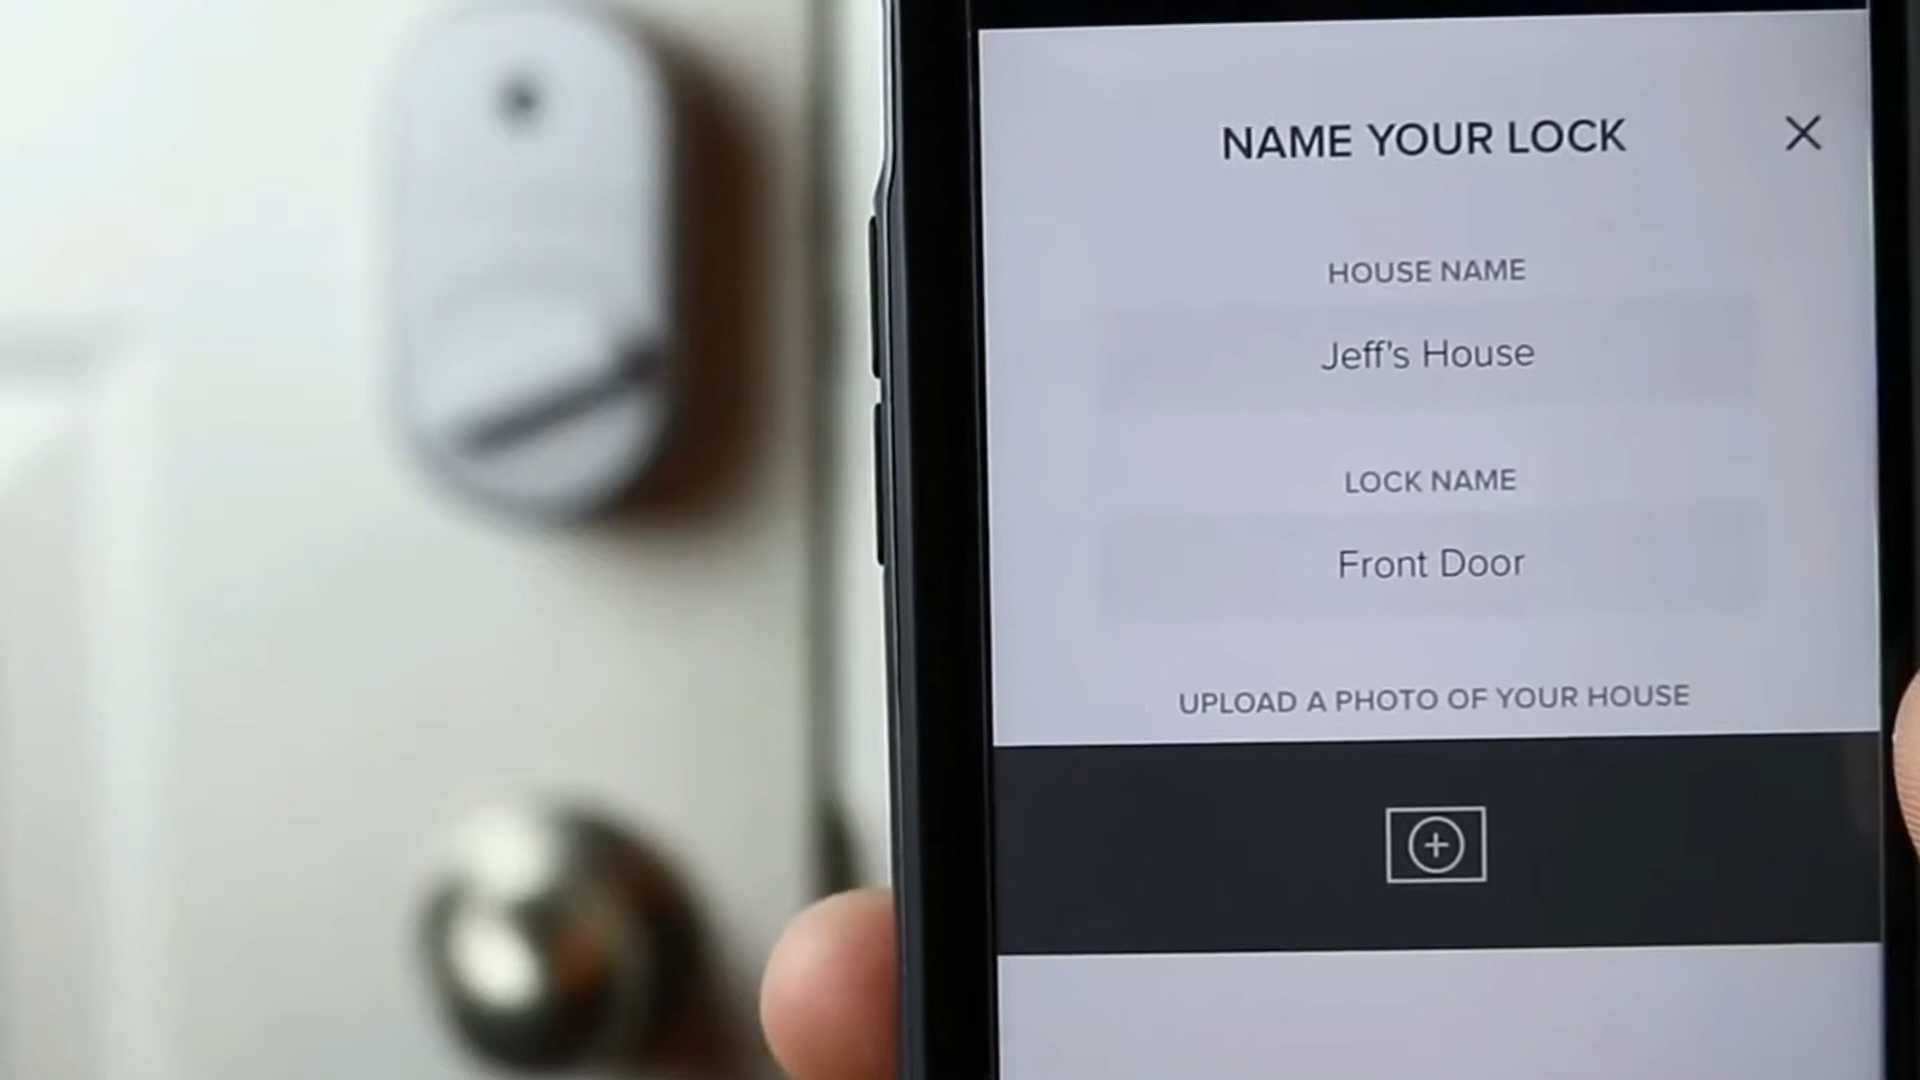 NAME YOUR LOCK
HOUSE NAME
Jeff's House
LOCK NAME
Front Door
UPLOAD A PHOTO OF YOUR HOUSE